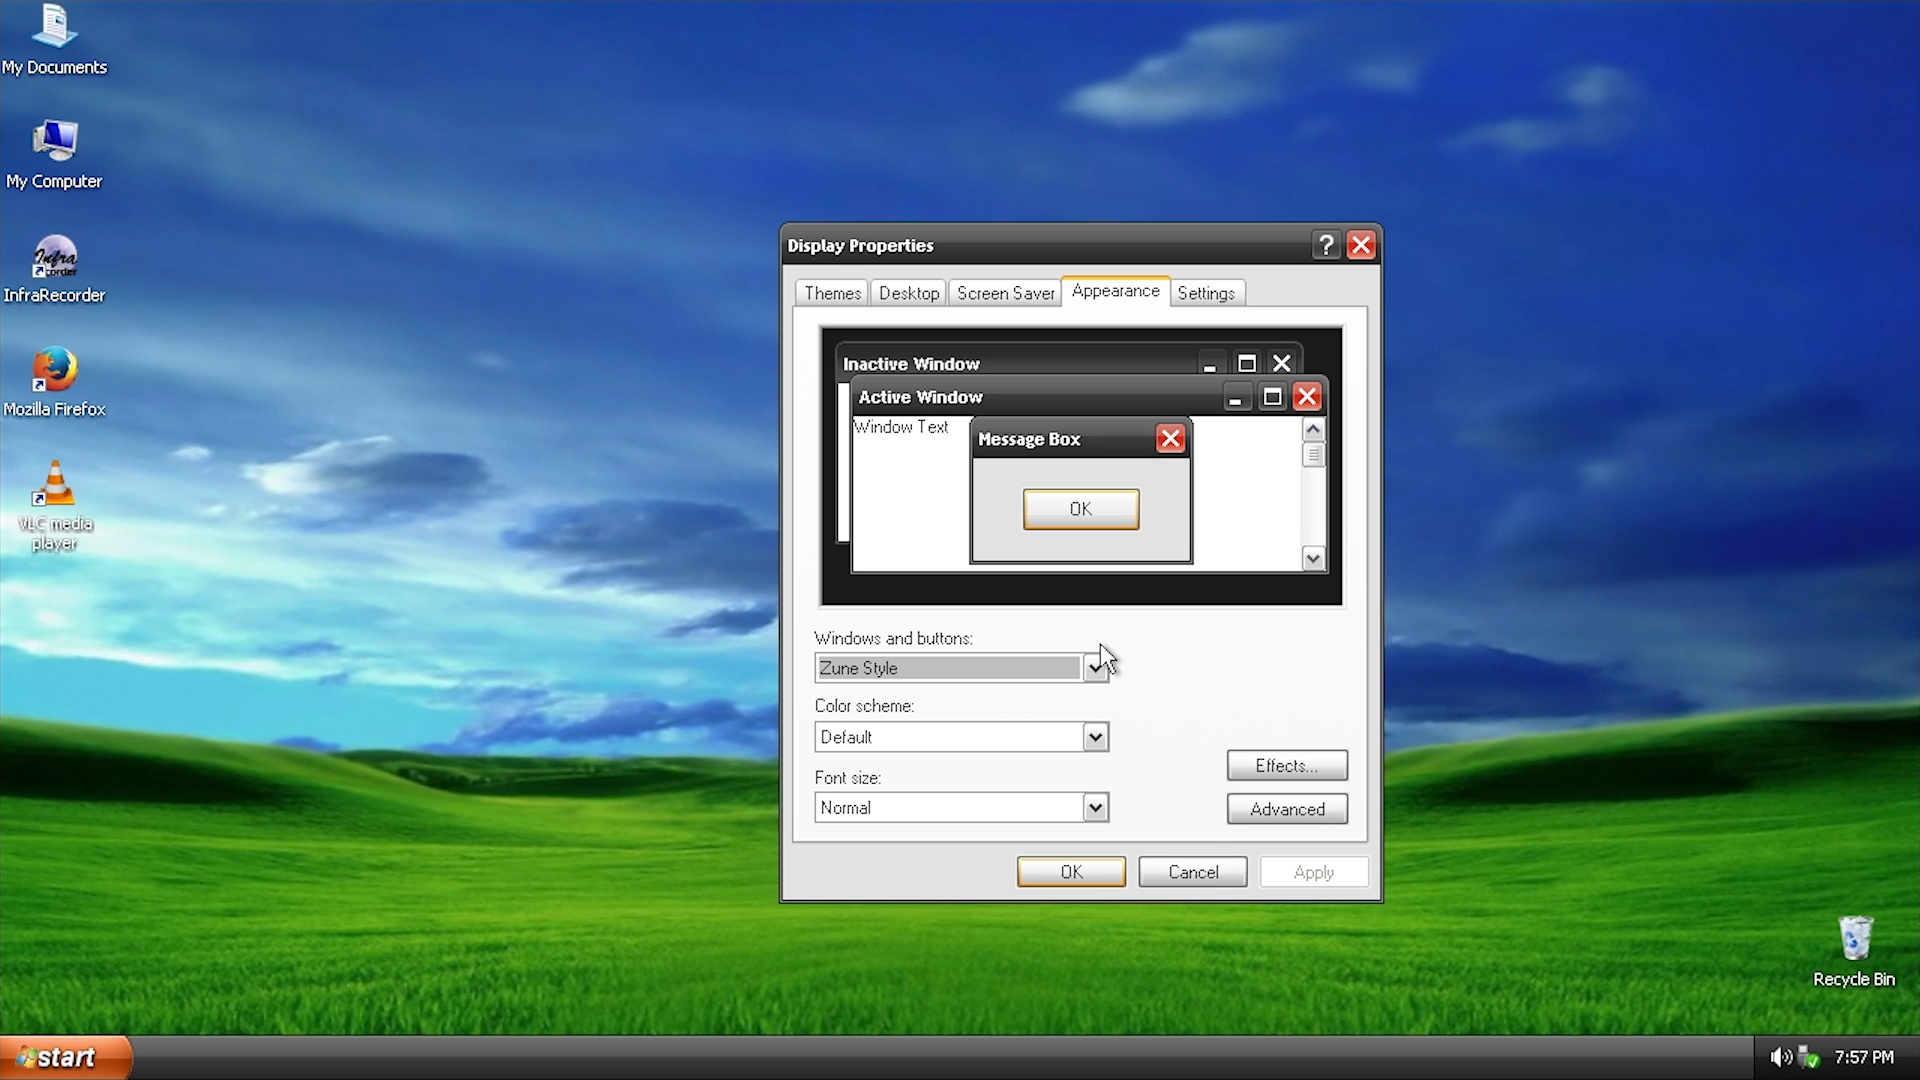 My Documents
My Computer
Infra
corder
InfraRecorder
Mozilla Firefox
VLC media
player
Display Properties
?
Themes
Desktop
Screen Saver
Appearance
Settings
Inactive Window
Active Window
Window Text
Message Box
OK
Windows and buttons:
Zune Style
Color scheme:
Default
Font size:
Normal
Effects...
Advanced
OK
Cancel
Apply
Recycle Bin
start
7:57 PM